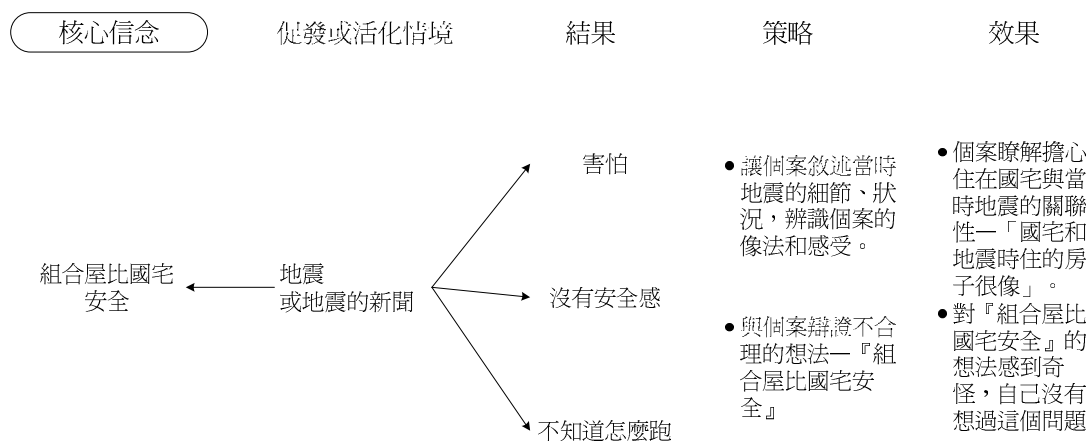 核心信念
促發或活化情境
結果
策略
效果
組合屋比國宅
安全
地震
或地震的新聞
害怕
沒有安全感
不知道怎麼跑
● 讓個案敘述當時
地震的細節、狀
況，辨識個案的
像法和感受。
● 與個案辯證不合
理的想法—『組
合屋比國宅安
全』
● 個案瞭解擔心
住在國宅與當
時地震的關聯
性—「國宅和
地震時住的房
子很像」。
● 對『組合屋比
國宅安全』的
想法感到奇
怪，自己沒有
想過這個問題